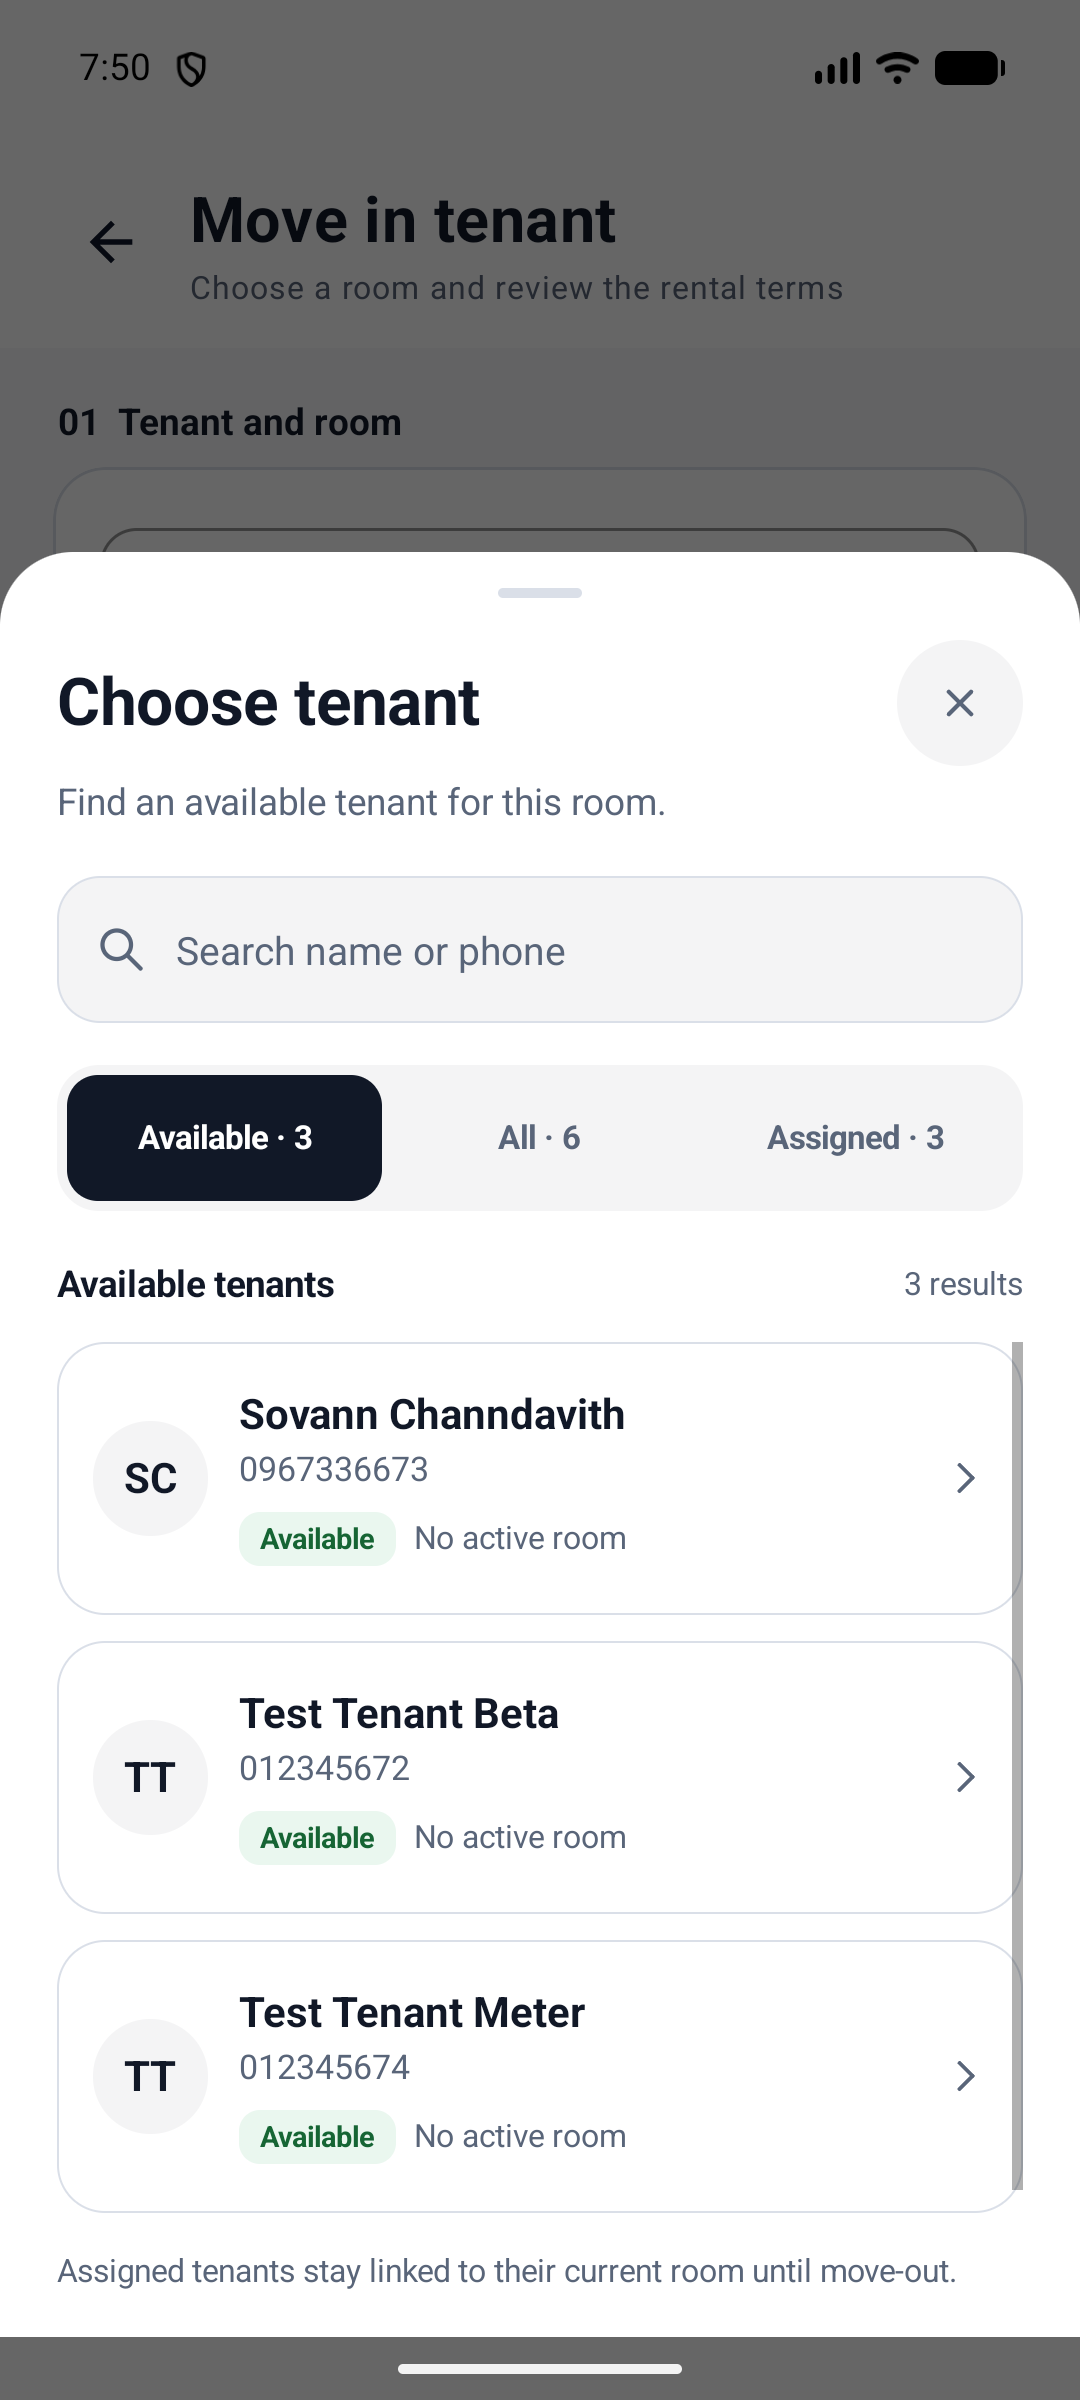 7:50
Move in tenant
Choose a room and review the rental terms
01 Tenant and room
Choose tenant
Find an available tenant for this room.
Search name or phone
Available · 3 All · 6 Assigned · 3
Available tenants 3 results
Sovann Channdavith
SC
0967336673
Available No active room
Test Tenant Beta
TT
012345672
Available No active room
Test Tenant Meter
TT
012345674
Available No active room
Assigned tenants stay linked to their current room until move-out.